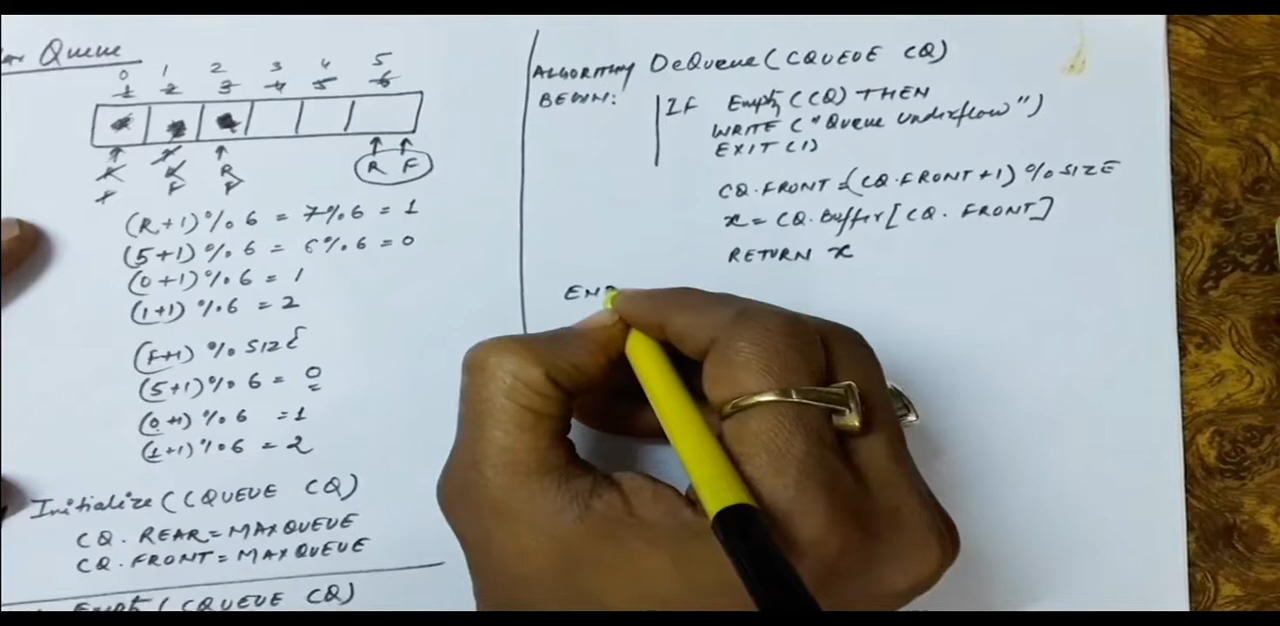 Queue
0 1 2 3 4 5
1 2 3 4 5 6
R F
R
F
(R+1)%6 = 7%6 = 1
(5+1)%6 = 6%6 = 0
(0+1)%6 = 1
(1+1)%6 = 2
(F+1)%SIZE
(5+1)%6 = 0
(0+1)%6 = 1
(1+1)%6 = 2
Initialize(CQUEUE CQ)
CQ.REAR=MAXQUEUE
CQ.FRONT=MAXQUEUE
Empty(CQUEUE CQ)
ALGORITHM DeQueue(CQUEUE CQ)
BEGIN:
IF Empty(CQ) THEN
WRITE("Queue Underflow")
EXIT(1)
CQ.FRONT=(CQ.FRONT+1)%SIZE
x=CQ.Buffer[CQ.FRONT]
RETURN x
EN